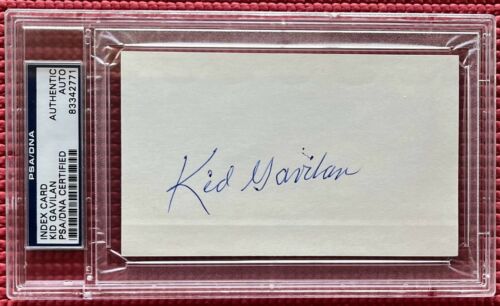 PSA/DNA
INDEX CARD
KID GAVILAN
PSA/DNA CERTIFIED
AUTHENTIC
AUTO
83342771
Kid Gavilan